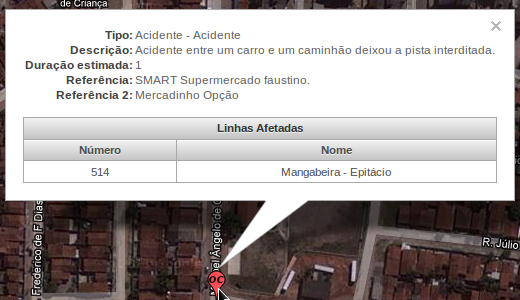 de Criança
Tipo: Acidente - Acidente
Descrição: Acidente entre um carro e um caminhão deixou a pista interditada.
Duração estimada: 1
Referência: SMART Supermercado faustino.
Referência 2: Mercadinho Opção
Linhas Afetadas
Número Nome
514 Mangabeira - Epitácio
Frederico de F. Dias
Ângelo de
R. Júlio